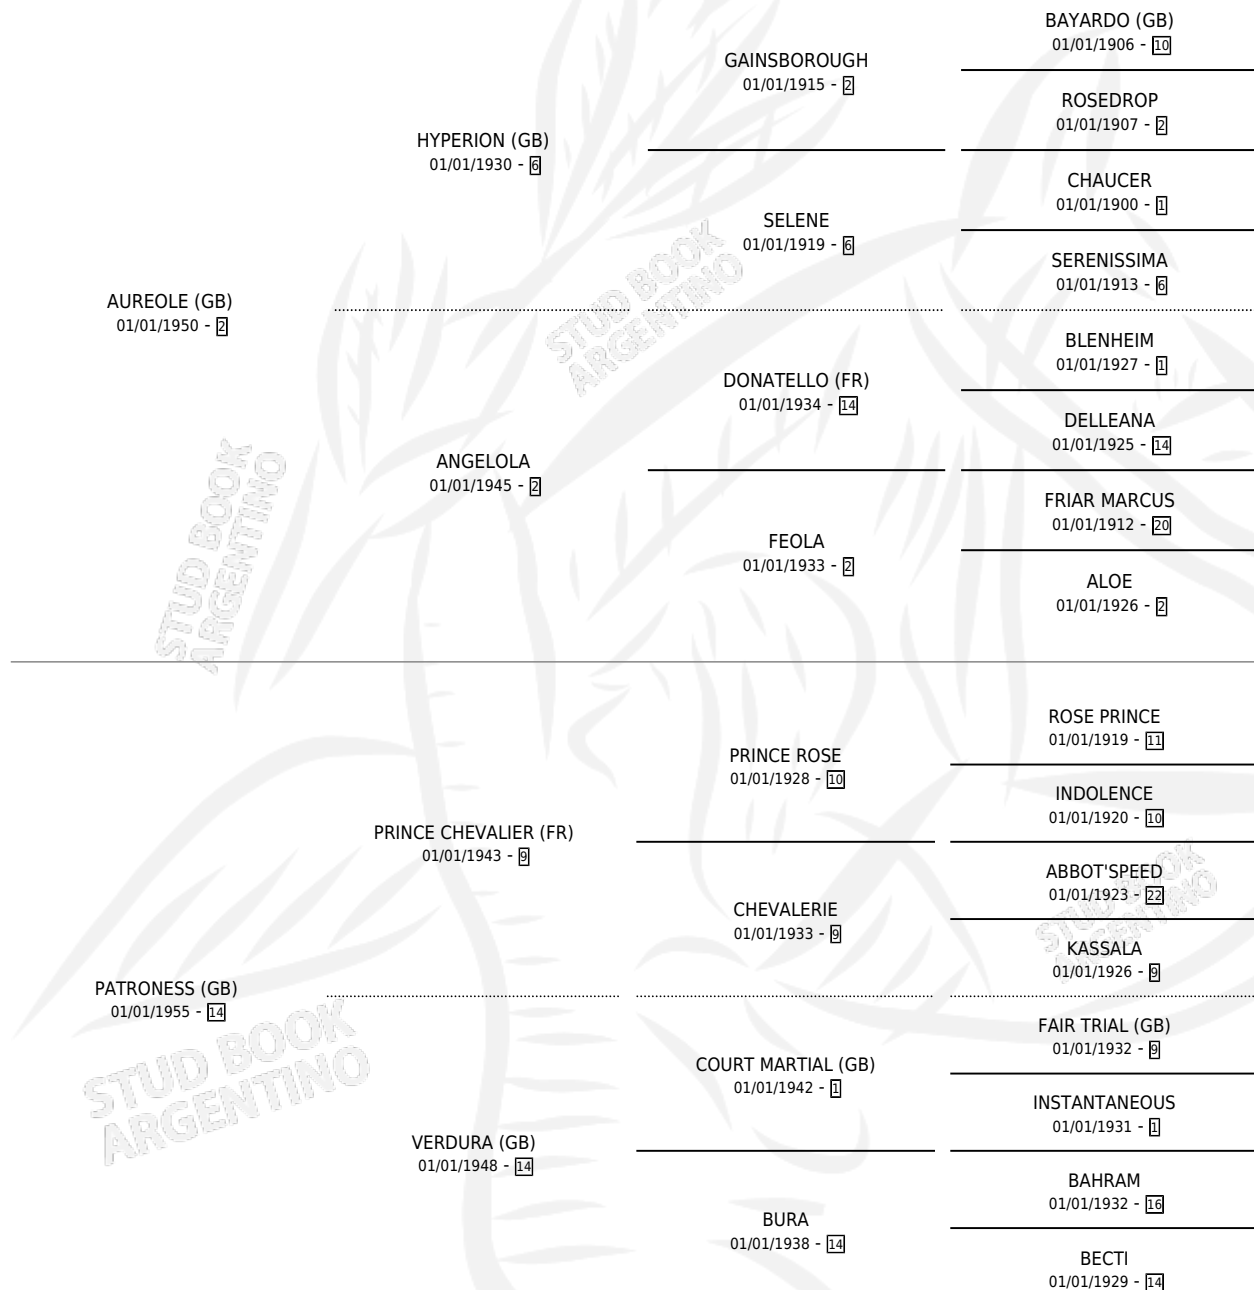 BAYARDO (GB)
01/01/1906 - 10
GAINSBOROUGH
01/01/1915 - 2
ROSEDROP
01/01/1907 - 2
HYPERION (GB)
01/01/1930 - 6
CHAUCER
01/01/1900 - 1
SELENE
01/01/1919 - 6
SERENISSIMA
01/01/1913 - 6
AUREOLE (GB)
01/01/1950 - 2
BLENHEIM
01/01/1927 - 1
DONATELLO (FR)
01/01/1934 - 14
DELLEANA
01/01/1925 - 14
ANGELOLA
01/01/1945 - 2
FRIAR MARCUS
01/01/1912 - 20
FEOLA
01/01/1933 - 2
ALOE
01/01/1926 - 2
ROSE PRINCE
01/01/1919 - 11
PRINCE ROSE
01/01/1928 - 10
INDOLENCE
01/01/1920 - 10
PRINCE CHEVALIER (FR)
01/01/1943 - 9
ABBOT'SPEED
01/01/1923 - 22
CHEVALERIE
01/01/1933 - 9
KASSALA
01/01/1926 - 9
PATRONESS (GB)
01/01/1955 - 14
FAIR TRIAL (GB)
01/01/1932 - 9
COURT MARTIAL (GB)
01/01/1942 - 1
INSTANTANEOUS
01/01/1931 - 1
VERDURA (GB)
01/01/1948 - 14
BAHRAM
01/01/1932 - 16
BURA
01/01/1938 - 14
BECTI
01/01/1929 - 14
STUD BOOK
ARGENTINO
STUD BOOK
ARGENTINO
STUD BOOK
ARGENTINO
STUD BOOK
ARGENTINO